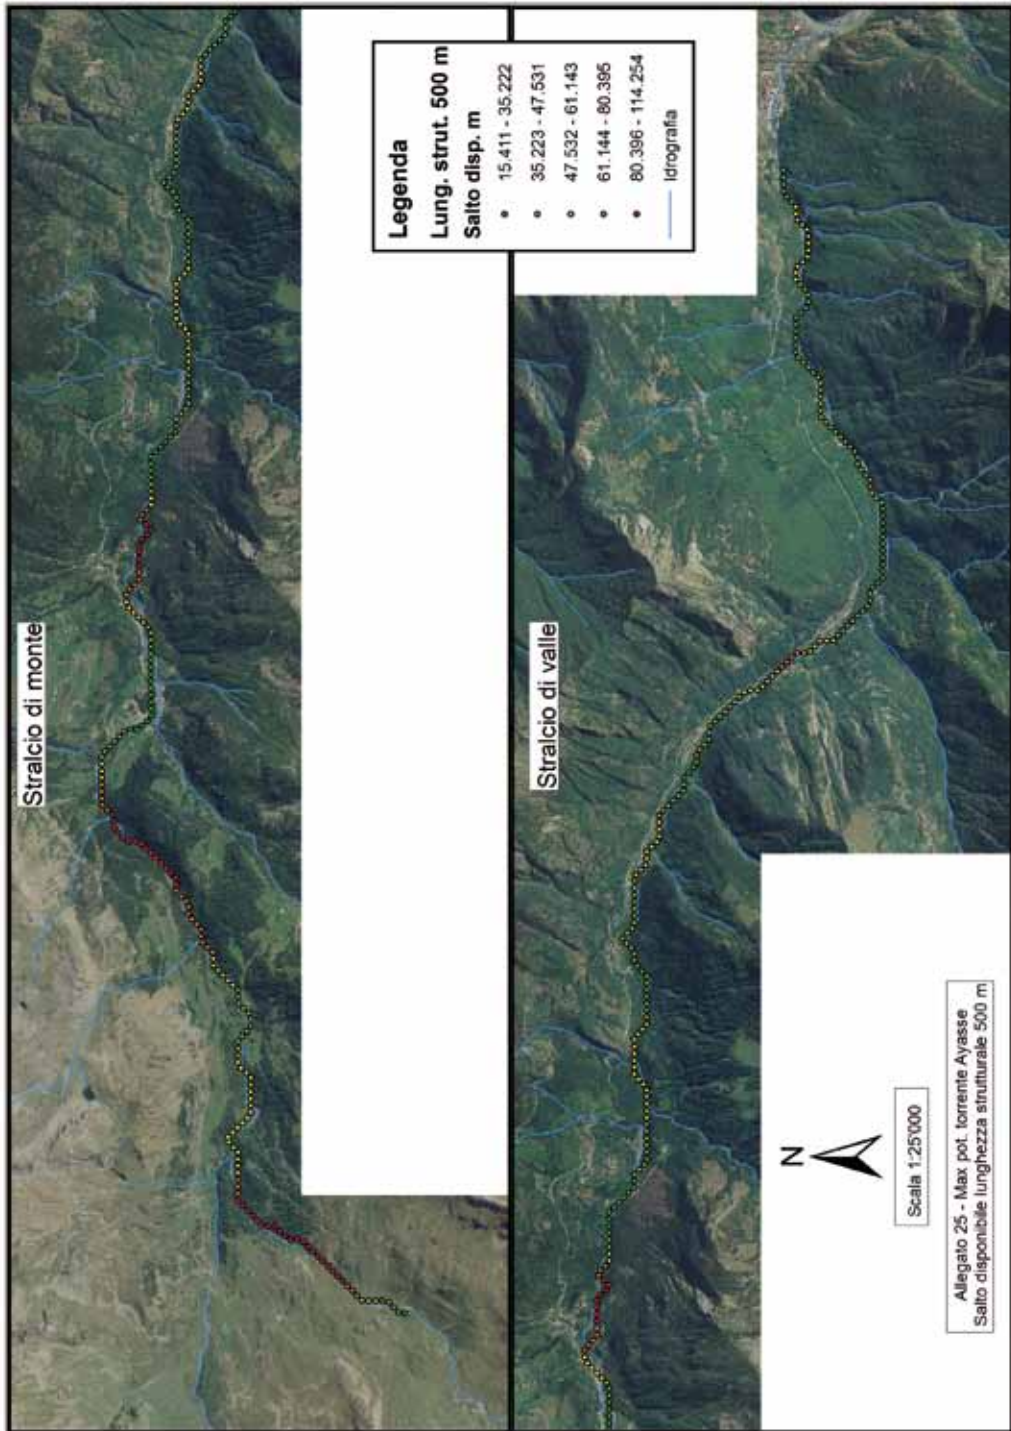 Stralcio di monte
Legenda
Lung. strut. 500 m
Salto disp. m
15.411 - 35.222
35.223 - 47.531
47.532 - 61.143
61.144 - 80.395
80.396 - 114.254
Idrografia
Stralcio di valle
N
Scala 1:25'000
Allegato 25 - Max pot. torrente Ayasse
Salto disponibile lunghezza strutturale 500 m